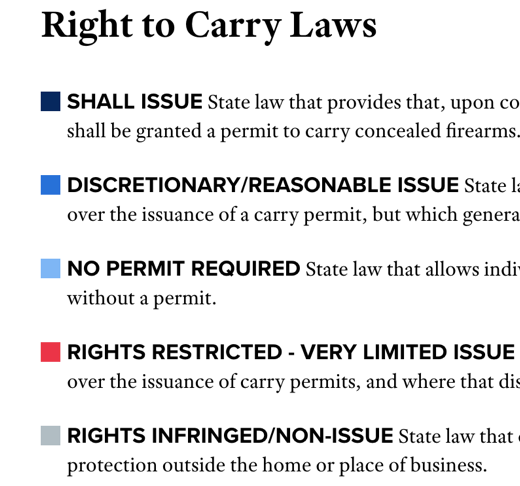 Right to Carry Laws
SHALL ISSUE State law that provides that, upon co
shall be granted a permit to carry concealed firearms.
DISCRETIONARY/REASONABLE ISSUE State la
over the issuance of a carry permit, but which genera
NO PERMIT REQUIRED State law that allows indiv
without a permit.
RIGHTS RESTRICTED - VERY LIMITED ISSUE
over the issuance of carry permits, and where that dis
RIGHTS INFRINGED/NON-ISSUE State law that
protection outside the home or place of business.